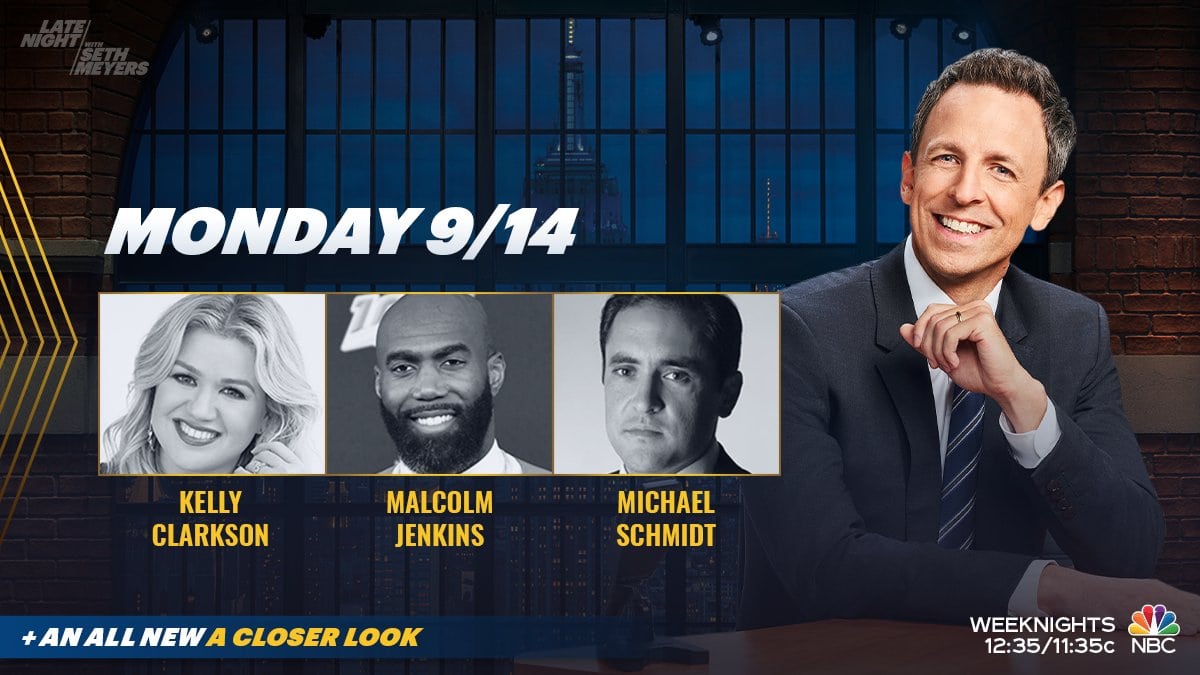 LATE
NIGHT
WITH
SETH
MEYERS
MONDAY 9/14
KELLY
CLARKSON
MALCOLM
JENKINS
MICHAEL
SCHMIDT
+ AN ALL NEW A CLOSER LOOK
WEEKNIGHTS
12:35/11:35c
NBC